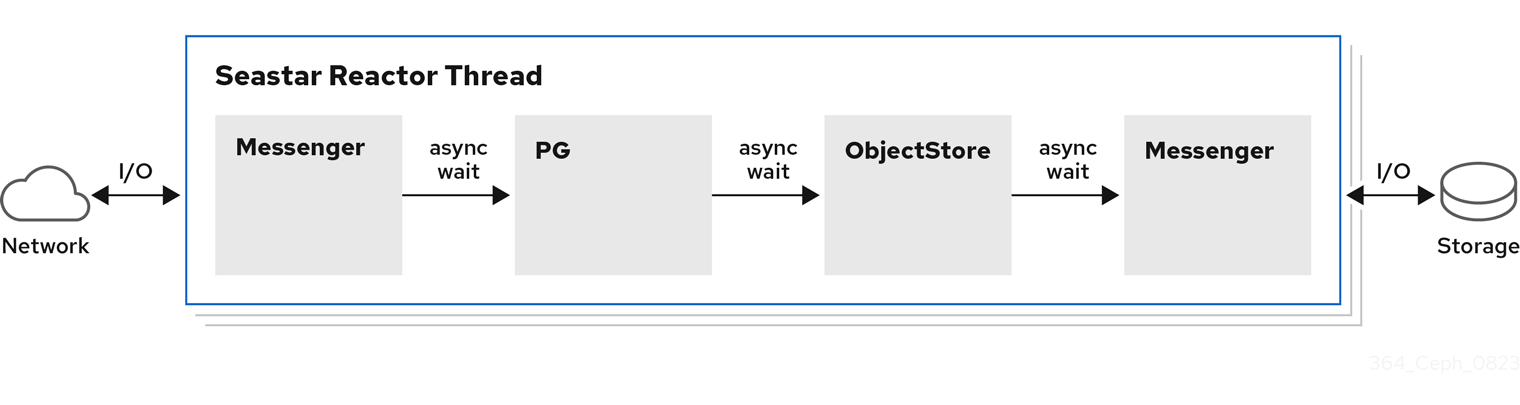 Seastar Reactor Thread
Messenger
async
wait
PG
async
wait
ObjectStore
async
wait
Messenger
I/O
Network
I/O
Storage
364_Ceph_0823